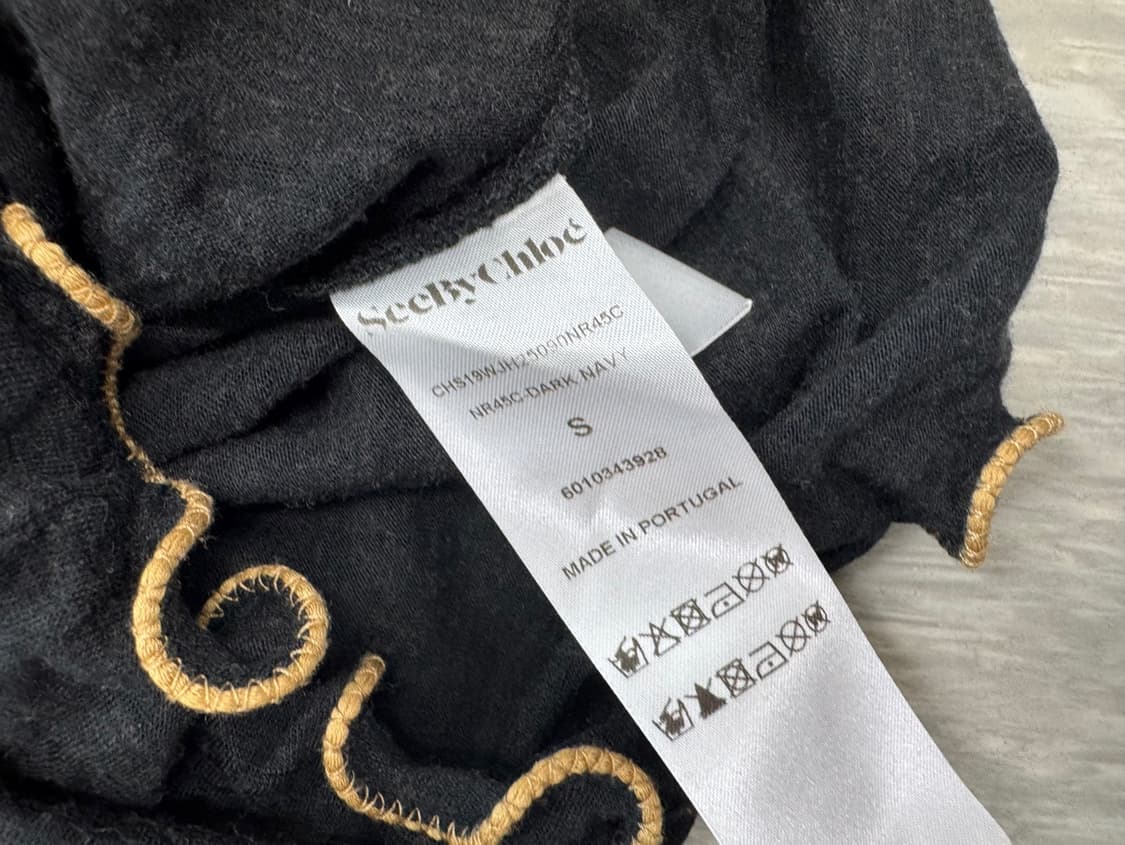 SeeByChloé
CHS19WJH25090NR45C
NR45C-DARK NAVY
S
6010343928
MADE IN PORTUGAL